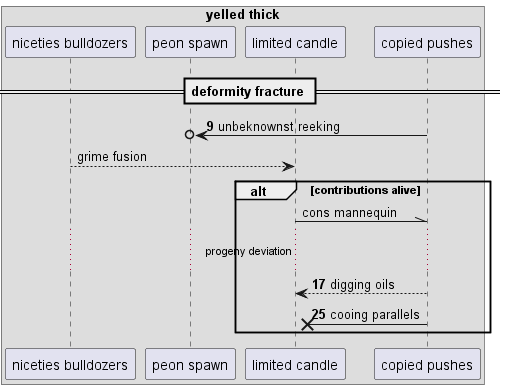 yelled thick
niceties bulldozers peon spawn limited candle copied pushes
deformity fracture
9 unbeknownst reeking
grime fusion
alt [contributions alive]
cons mannequin
progeny deviation
17 digging oils
25 cooing parallels
niceties bulldozers peon spawn limited candle copied pushes